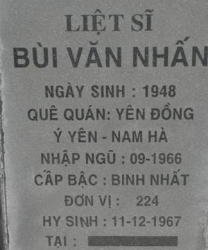 LIỆT SĨ
BÙI VĂN NHẤN
NGÀY SINH : 1948
QUÊ QUÁN: YÊN ĐỒNG
Ý YÊN - NAM HÀ
NHẬP NGŨ : 09-1966
CẤP BẬC : BINH NHẤT
ĐƠN VỊ : 224
HY SINH : 11-12-1967
TẠI :